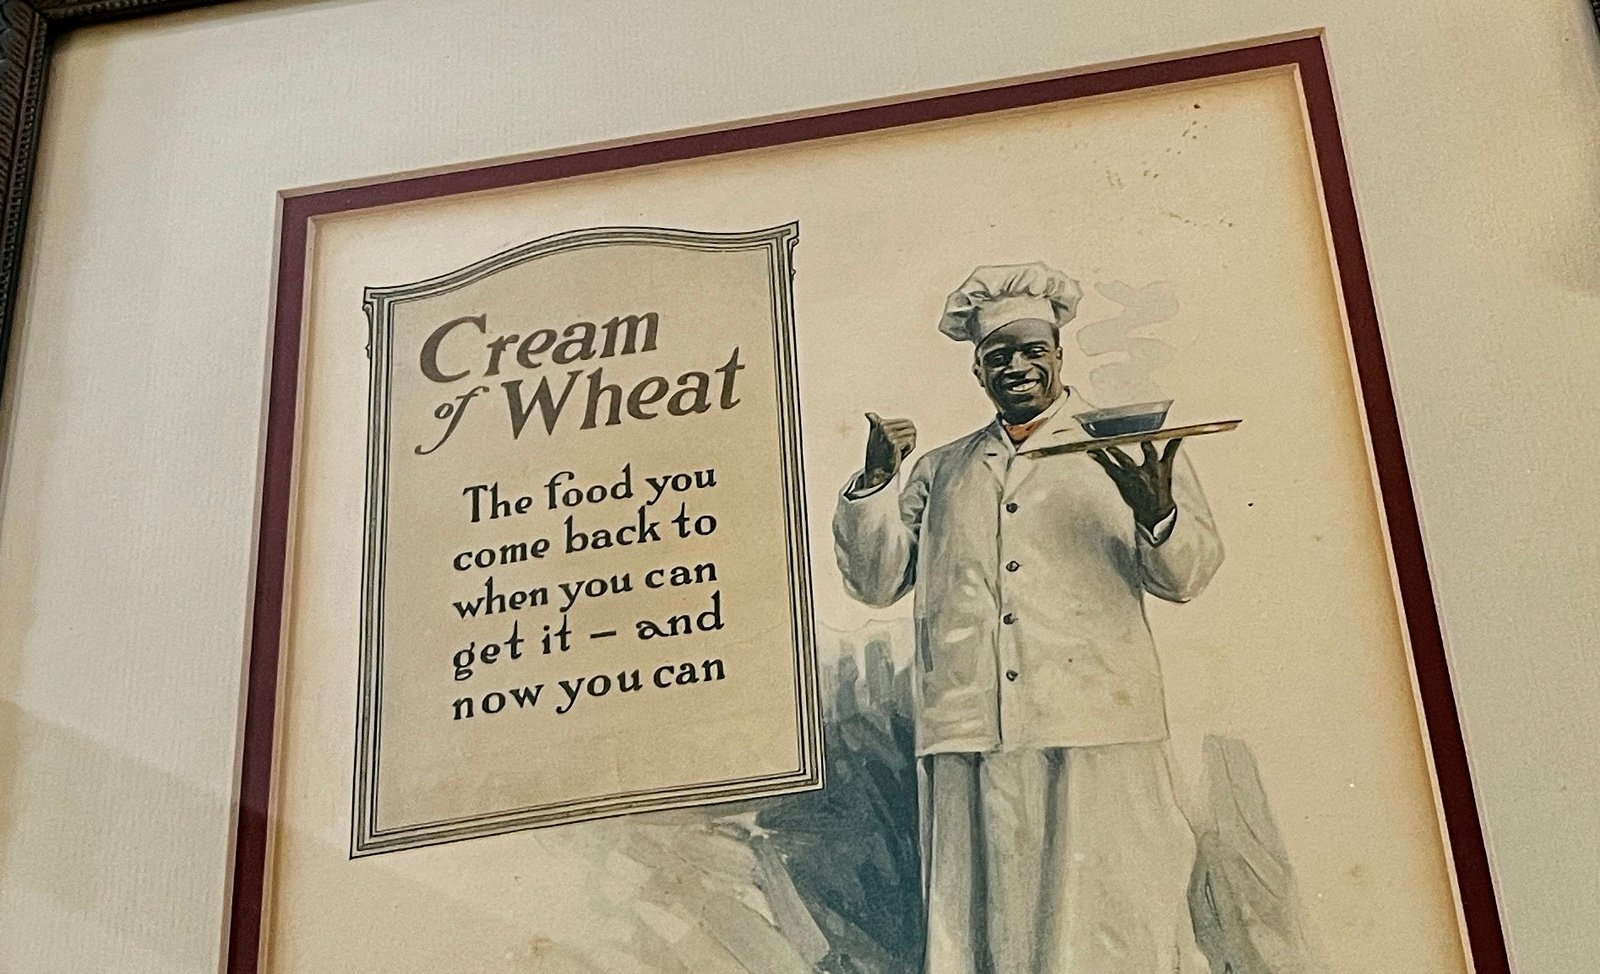 Cream
of Wheat
The food you
come back to
when you can
get it – and
now you can